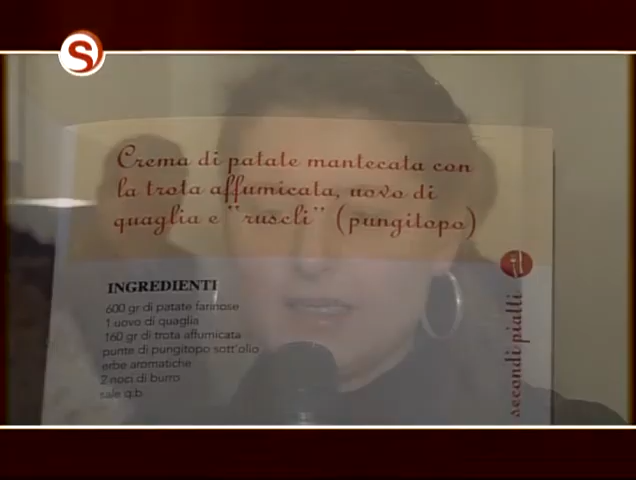 S
Crema di patate mantecata con
la trota affumicata, uovo di
quaglia e "ruscli" (pungitopo)
INGREDIENTI
600 gr di patate farinose
1 uovo di quaglia
160 gr di trota affumicata
punte di pungitopo sott'olio
erbe aromatiche
2 noci di burro
sale q.b.
secondi piatti